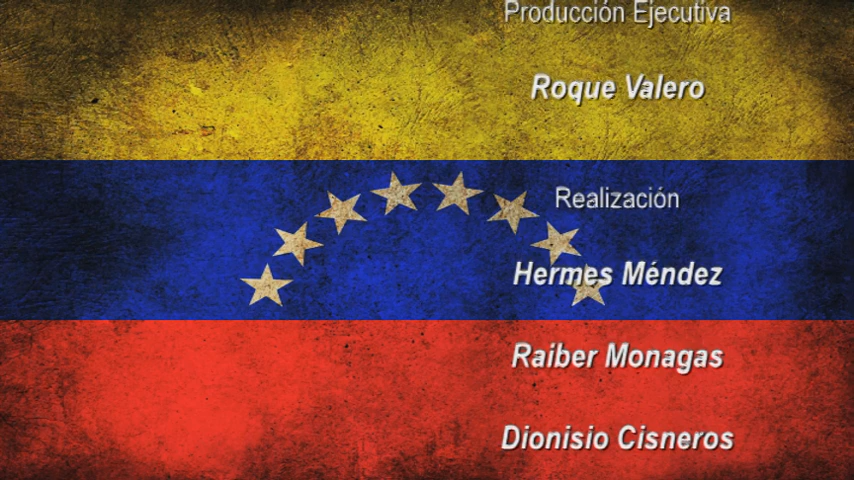 Producción Ejecutiva
Roque Valero
Realización
Hermes Méndez
Raiber Monagas
Dionisio Cisneros